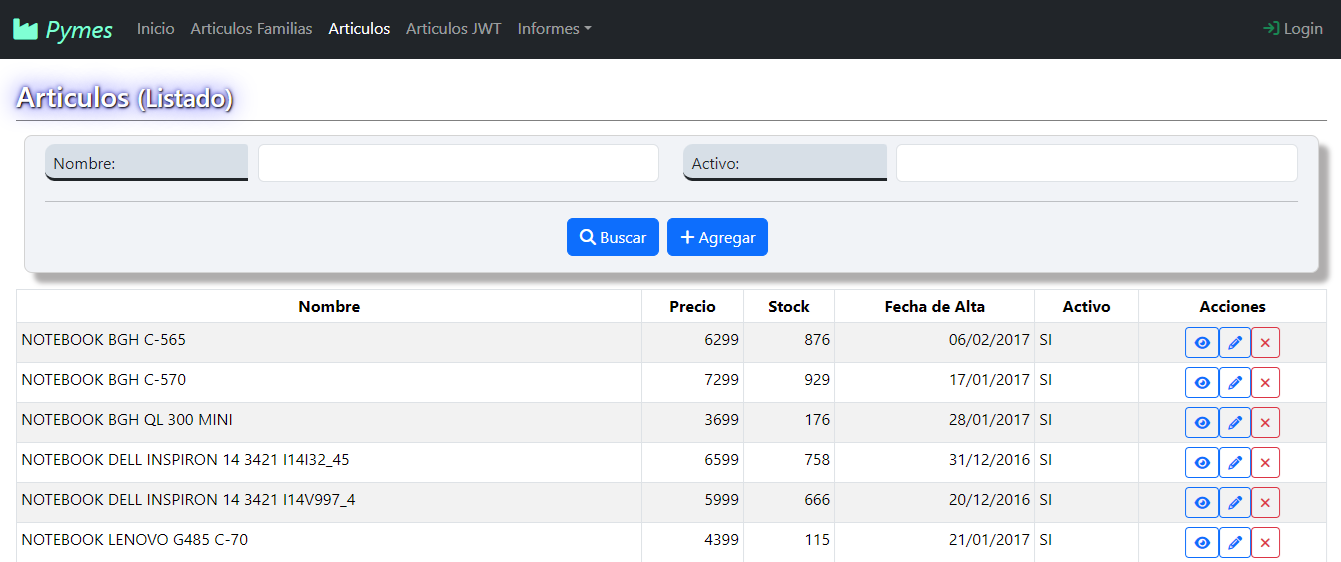 Pymes Inicio Articulos Familias Articulos Articulos JWT Informes Login
Articulos (Listado)
Nombre: Activo:
Buscar Agregar
Nombre Precio Stock Fecha de Alta Activo Acciones
NOTEBOOK BGH C-565 6299 876 06/02/2017 SI
NOTEBOOK BGH C-570 7299 929 17/01/2017 SI
NOTEBOOK BGH QL 300 MINI 3699 176 28/01/2017 SI
NOTEBOOK DELL INSPIRON 14 3421 I14I32_45 6599 758 31/12/2016 SI
NOTEBOOK DELL INSPIRON 14 3421 I14V997_4 5999 666 20/12/2016 SI
NOTEBOOK LENOVO G485 C-70 4399 115 21/01/2017 SI